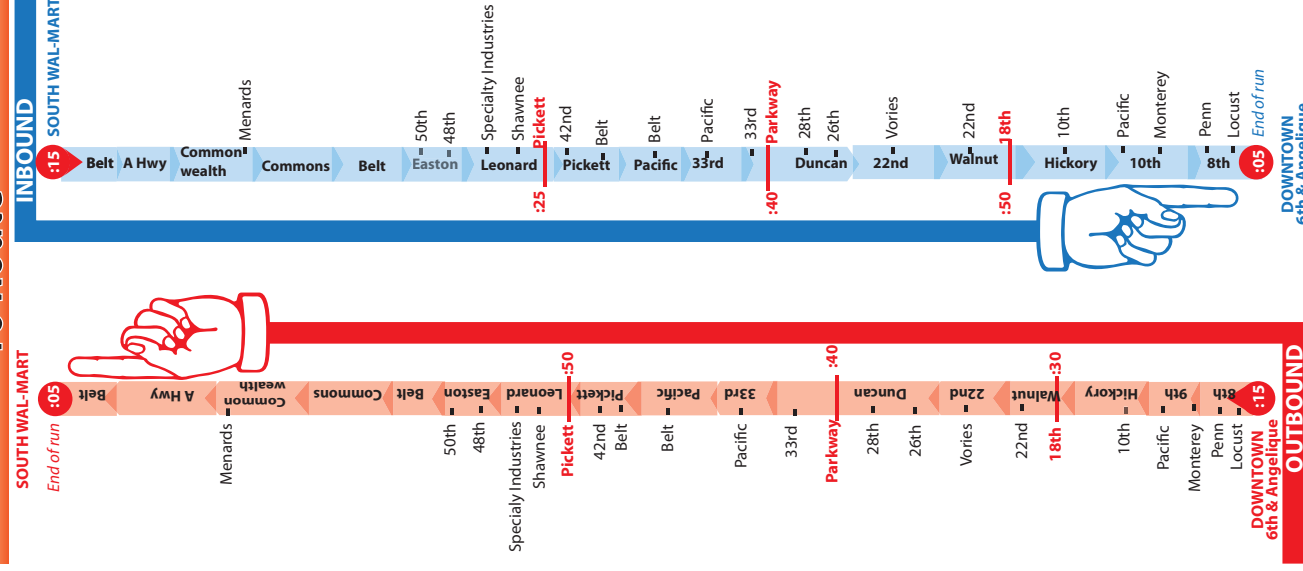 INBOUND
SOUTH WAL-MART
:15
Belt
A Hwy
Common
wealth
Menards
Commons
Belt
Easton
50th
48th
Leonard
Specialty Industries
Shawnee
Pickett
:25
Pickett
42nd
Belt
Pacific
Belt
33rd
Pacific
33rd
Parkway
:40
Duncan
28th
26th
22nd
Vories
Walnut
22nd
18th
:50
Hickory
10th
10th
Pacific
Monterey
8th
Penn
Locust
:05
End of run
DOWNTOWN
6th & Angelique
SOUTH WAL-MART
End of run
:05
Belt
A Hwy
Common
wealth
Menards
Commons
Belt
Easton
50th
48th
Leonard
Specialy Industries
Shawnee
Pickett
:50
Pickett
42nd
Belt
Pacific
Belt
33rd
Pacific
33rd
Parkway
:40
Duncan
28th
26th
22nd
Vories
Walnut
22nd
18th
:30
Hickory
10th
9th
Pacific
Monterey
8th
Penn
Locust
:15
DOWNTOWN
6th & Angelique
OUTBOUND